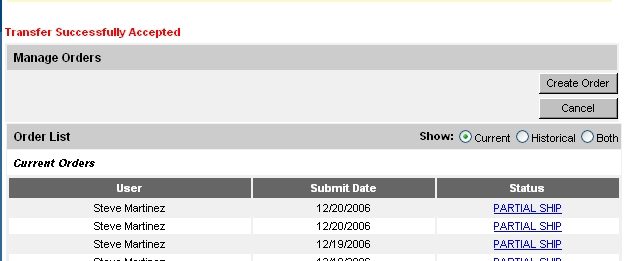 Transfer Successfully Accepted
Manage Orders
Create Order
Cancel
Order List Show: Current Historical Both
Current Orders
User Submit Date Status
Steve Martinez 12/20/2006 PARTIAL SHIP
Steve Martinez 12/20/2006 PARTIAL SHIP
Steve Martinez 12/19/2006 PARTIAL SHIP